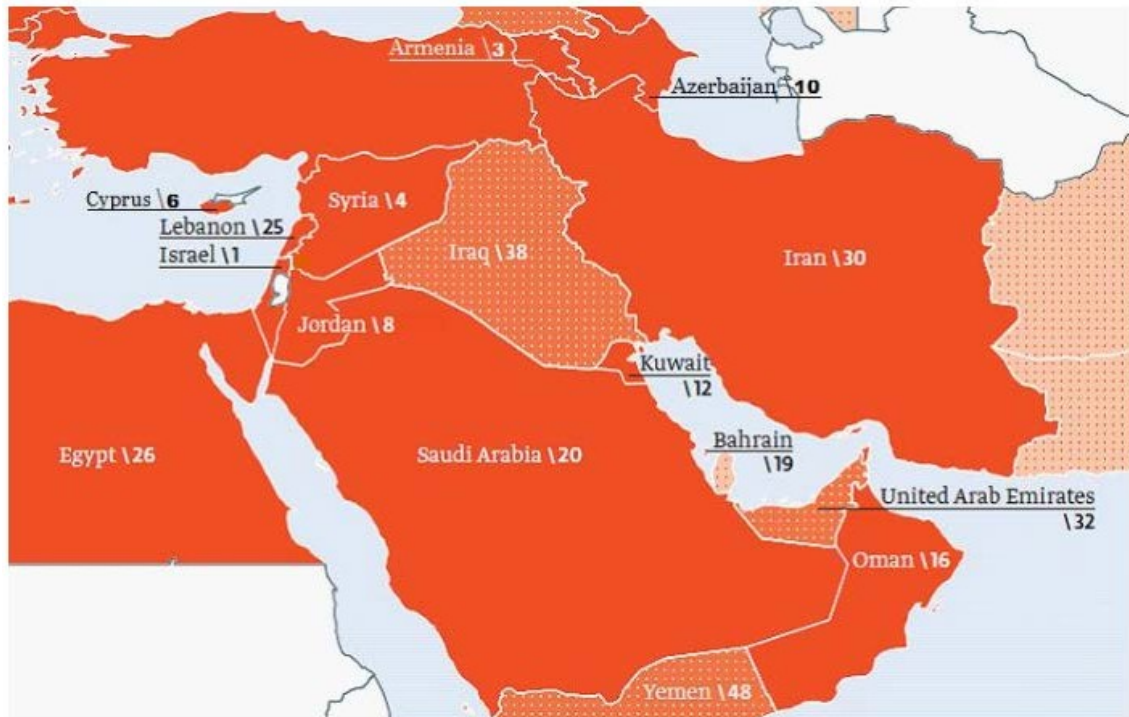 Armenia \3
Azerbaijan \10
Cyprus \6
Syria \4
Lebanon \25
Israel \1
Iraq \38
Iran \30
Jordan \8
Kuwait
\12
Egypt \26
Saudi Arabia \20
Bahrain
\19
United Arab Emirates
\32
Oman \16
Yemen \48